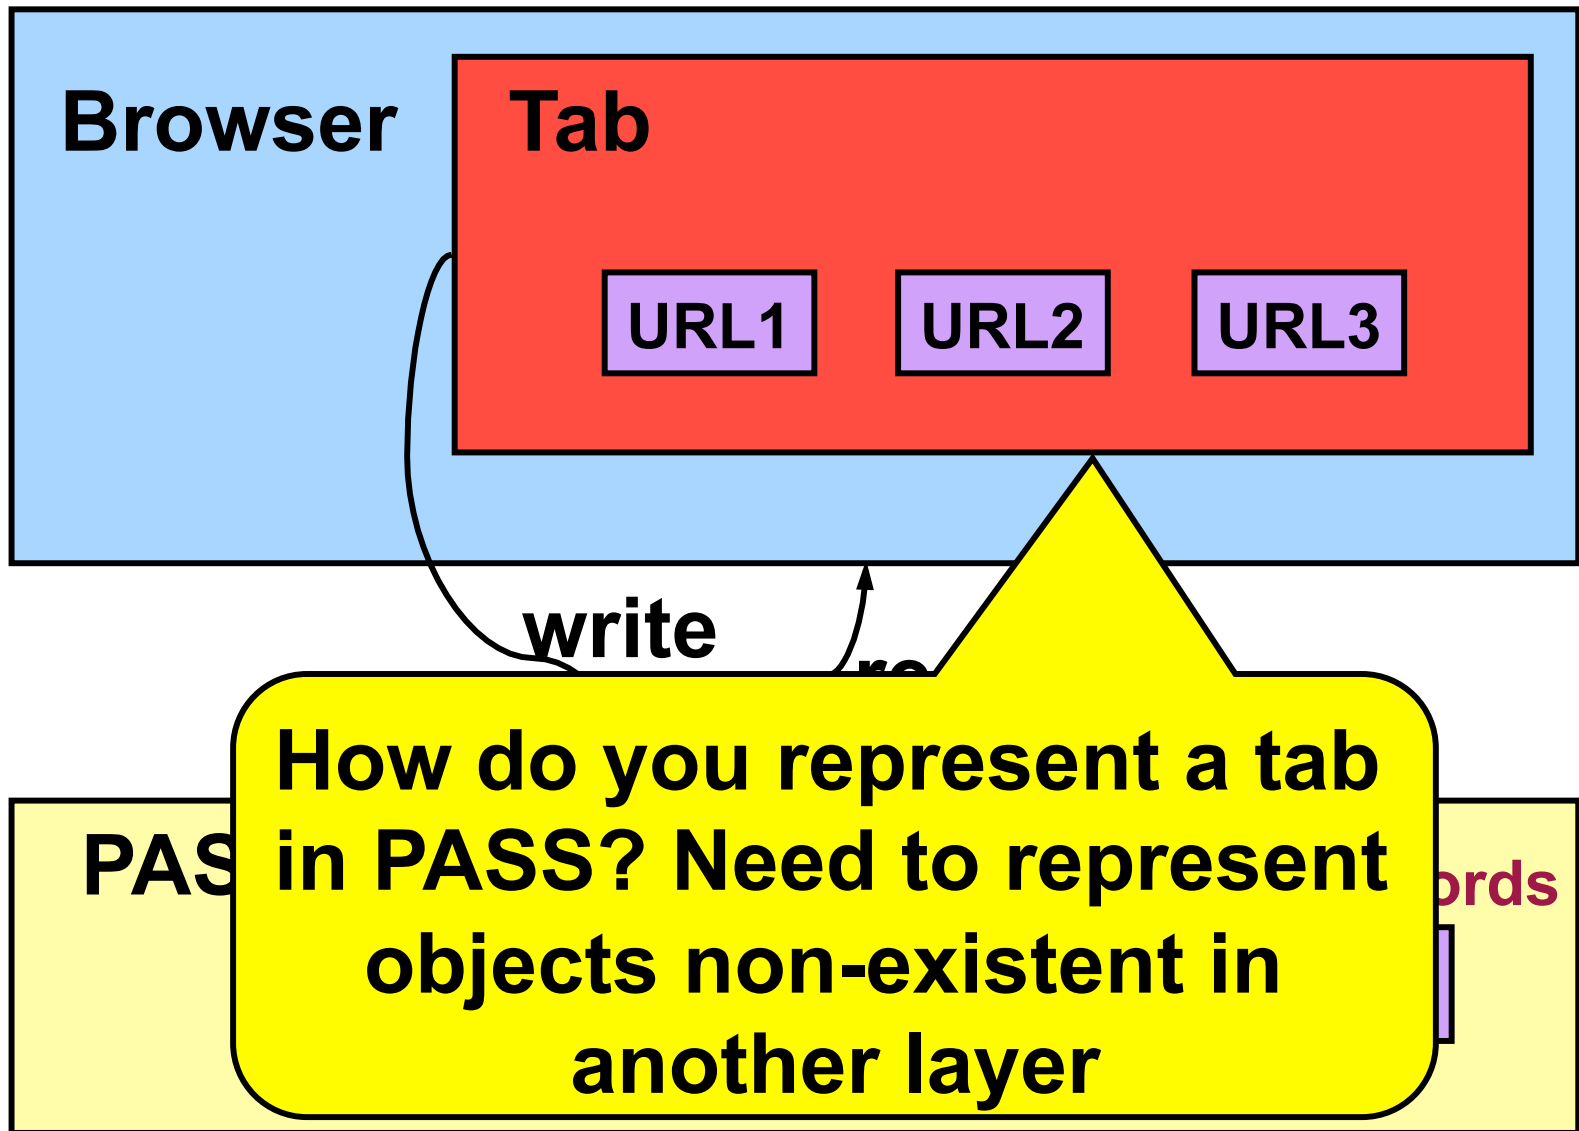 Browser
Tab
URL1
URL2
URL3
write
How do you represent a tab
in PASS? Need to represent
objects non-existent in
another layer